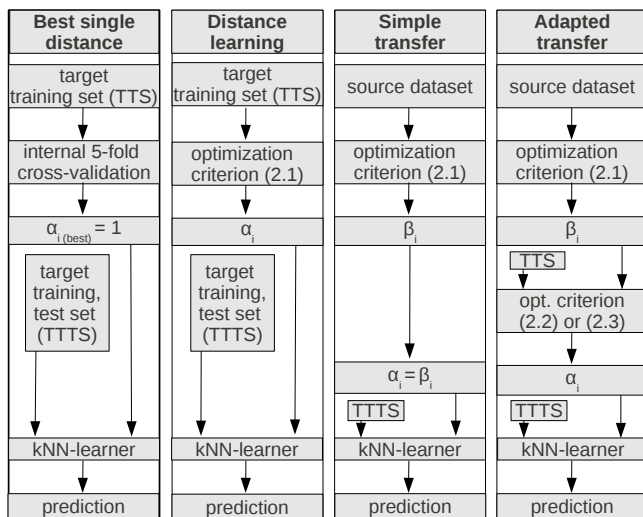 Best single
distance
target
training set (TTS)
internal 5-fold
cross-validation
α i (best) = 1
target
training,
test set
(TTTS)
kNN-learner
prediction
Distance
learning
target
training set (TTS)
optimization
criterion (2.1)
α i
target
training,
test set
(TTTS)
kNN-learner
prediction
Simple
transfer
source dataset
optimization
criterion (2.1)
β i
α i = β i
TTTS
kNN-learner
prediction
Adapted
transfer
source dataset
optimization
criterion (2.1)
β i
TTS
opt. criterion
(2.2) or (2.3)
α i
TTTS
kNN-learner
prediction